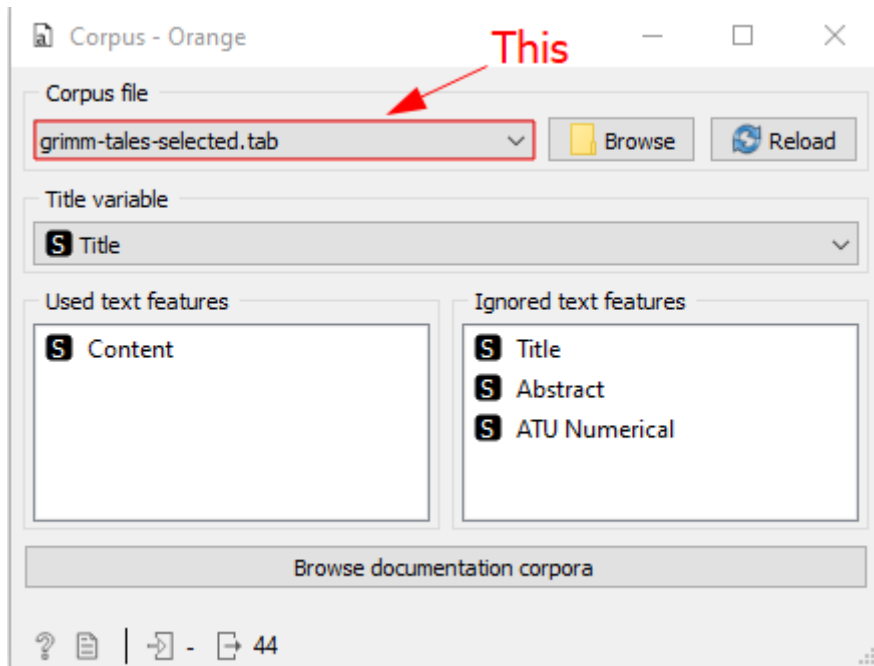 Corpus - Orange
This
Corpus file
grimm-tales-selected.tab
Browse
Reload
Title variable
S Title
Used text features
Ignored text features
S Content
S Title
S Abstract
S ATU Numerical
Browse documentation corpora
? - 44